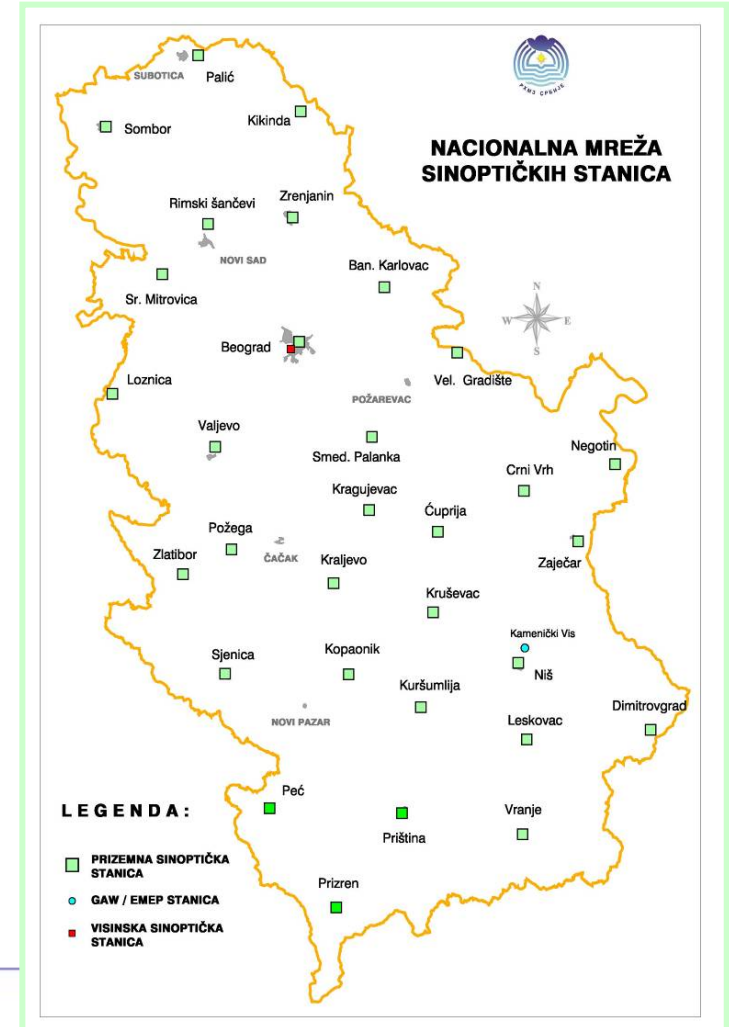 SUBOTICA
Palić
Kikinda
Sombor
РХМЗ СРБИЈЕ
NACIONALNA MREŽA
SINOPTIČKIH STANICA
Rimski šančevi
Zrenjanin
NOVI SAD
Ban. Karlovac
Sr. Mitrovica
N
W
E
S
Beograd
Vel. Gradište
Loznica
POŽAREVAC
Valjevo
Smed. Palanka
Negotin
Crni Vrh
Kragujevac
Ćuprija
Požega
ČAČAK
Zlatibor
Kraljevo
Zaječar
Kruševac
Kamenički Vis
Niš
Sjenica
Kopaonik
Kuršumlija
Dimitrovgrad
NOVI PAZAR
Leskovac
Peć
Priština
Vranje
Prizren
LEGENDA:
PRIZEMNA SINOPTIČKA
STANICA
GAW / EMEP STANICA
VISINSKA SINOPTIČKA
STANICA